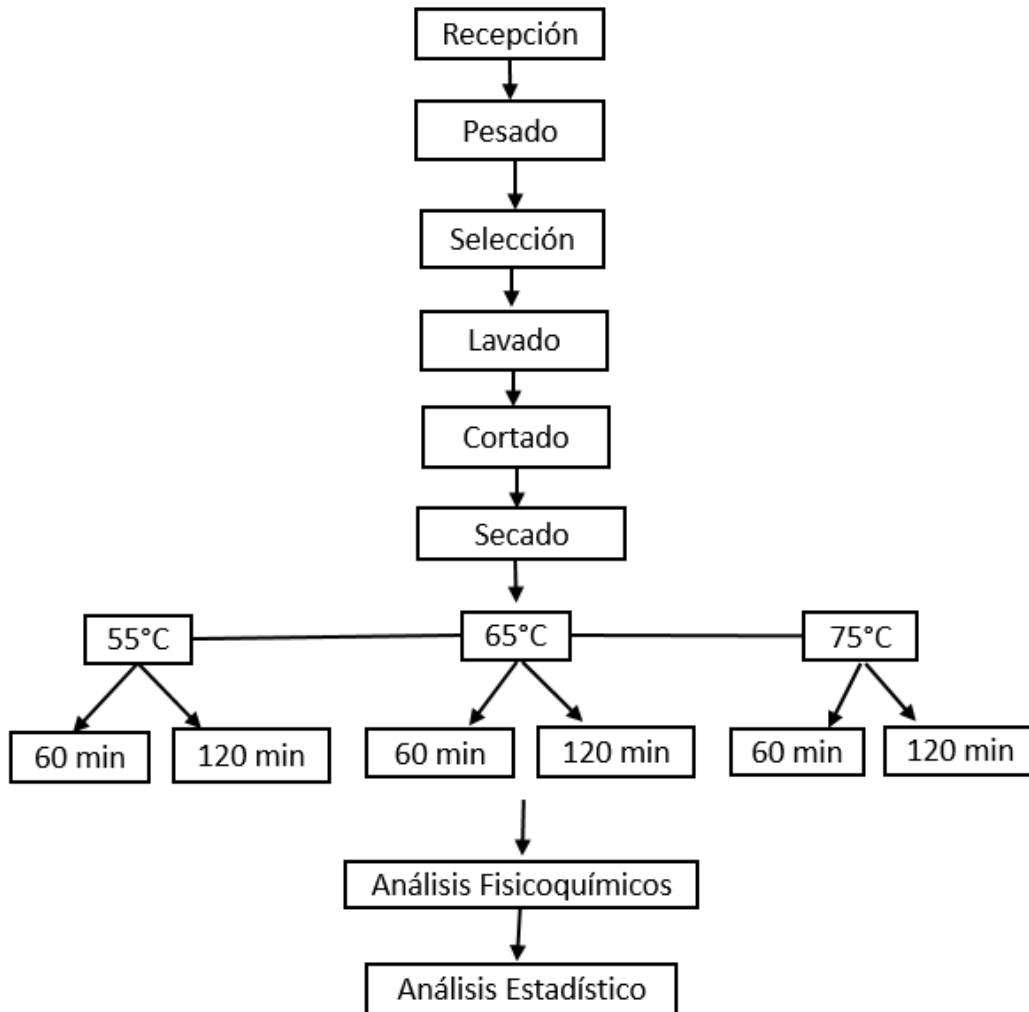 Recepción
Pesado
Selección
Lavado
Cortado
Secado
55°C
65°C
75°C
60 min
120 min
60 min
120 min
60 min
120 min
Análisis Fisicoquímicos
Análisis Estadístico